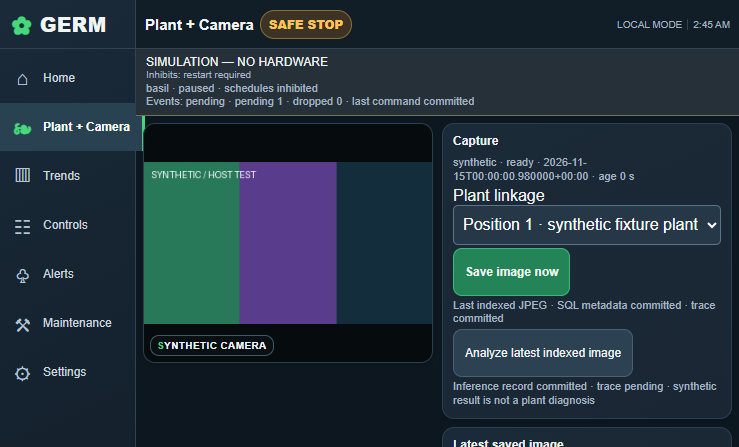 GERM
Plant + Camera
SAFE STOP
LOCAL MODE
2:45 AM
SIMULATION — NO HARDWARE
Inhibits: restart required
basil · paused · schedules inhibited
Events: pending · pending 1 · dropped 0 · last command committed
Home
Plant + Camera
Trends
Controls
Alerts
Maintenance
Settings
SYNTHETIC / HOST TEST
SYNTHETIC CAMERA
Capture
synthetic · ready · 2026-11-
15T00:00:00.980000+00:00 · age 0 s
Plant linkage
Position 1 · synthetic fixture plant
Save image now
Last indexed JPEG · SQL metadata committed · trace
committed
Analyze latest indexed image
Inference record committed · trace pending · synthetic
result is not a plant diagnosis
Latest saved image